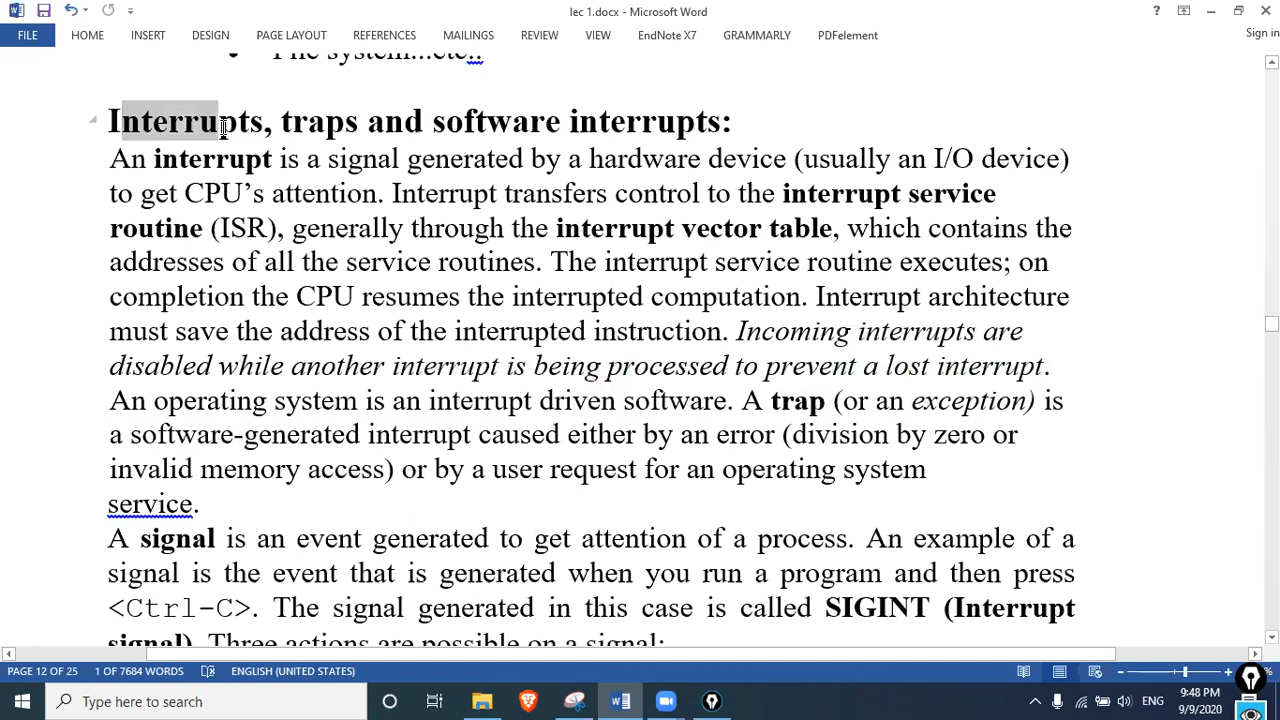 lec 1.docx - Microsoft Word
Sign in
FILE HOME INSERT DESIGN PAGE LAYOUT REFERENCES MAILINGS REVIEW VIEW EndNote X7 GRAMMARLY PDFelement
Interrupts, traps and software interrupts:
An interrupt is a signal generated by a hardware device (usually an I/O device)
to get CPU’s attention. Interrupt transfers control to the interrupt service
routine (ISR), generally through the interrupt vector table, which contains the
addresses of all the service routines. The interrupt service routine executes; on
completion the CPU resumes the interrupted computation. Interrupt architecture
must save the address of the interrupted instruction. Incoming interrupts are
disabled while another interrupt is being processed to prevent a lost interrupt.
An operating system is an interrupt driven software. A trap (or an exception) is
a software-generated interrupt caused either by an error (division by zero or
invalid memory access) or by a user request for an operating system
service.
A signal is an event generated to get attention of a process. An example of a
signal is the event that is generated when you run a program and then press
<Ctrl-C>. The signal generated in this case is called SIGINT (Interrupt
signal). Three actions are possible on a signal:
PAGE 12 OF 25 1 OF 7684 WORDS ENGLISH (UNITED STATES)
Type here to search
ENG
9:48 PM
9/9/2020